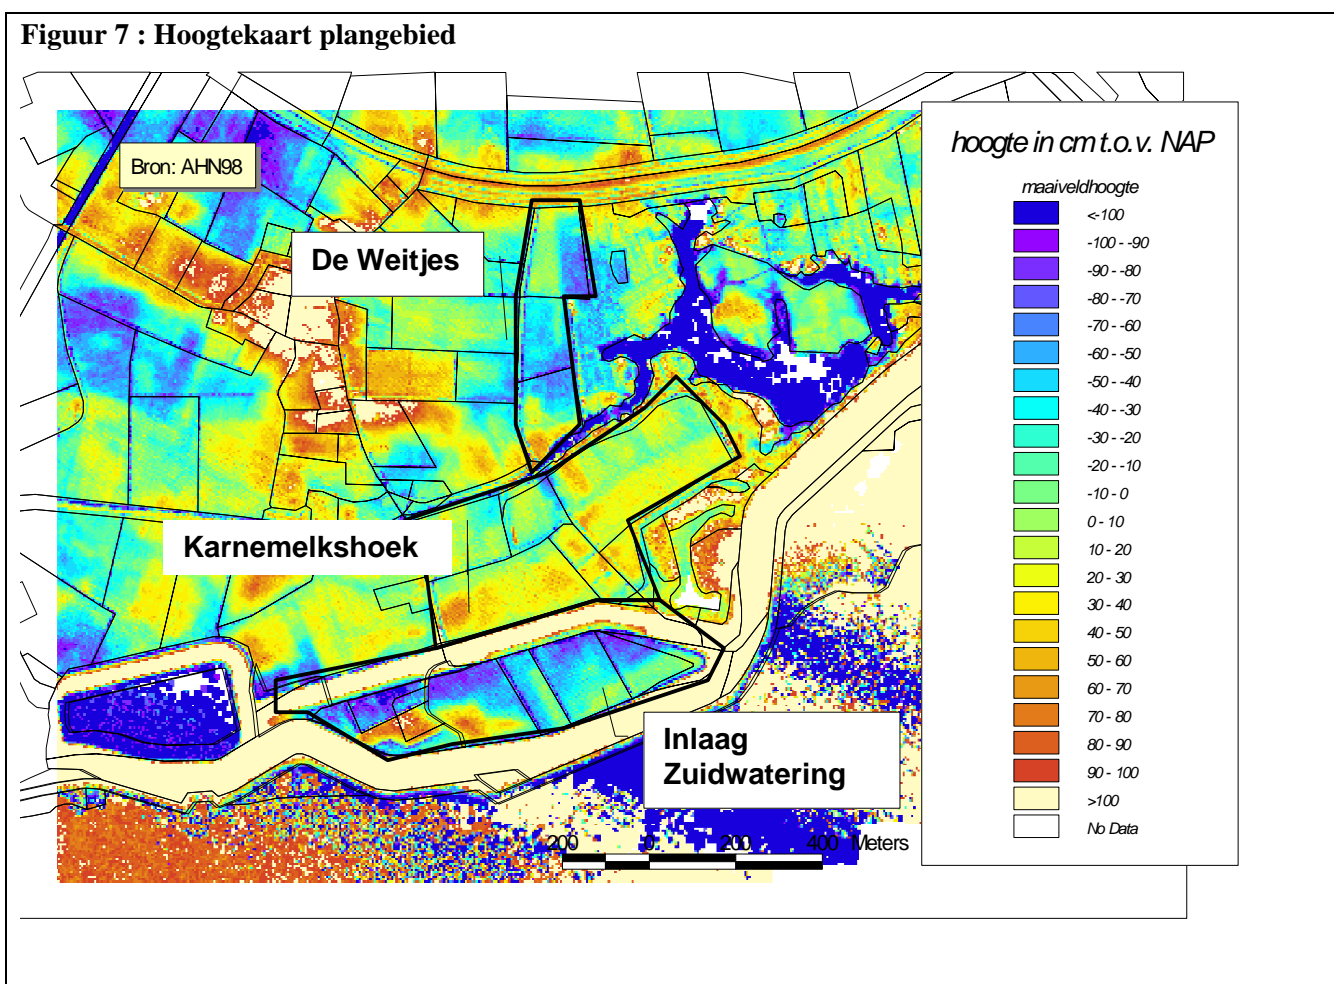 Figuur 7 : Hoogtekaart plangebied
Bron: AHN98
De Weitjes
Karnemelkshoek
Inlaag
Zuidwatering
200 0 200 400 Meters
hoogte in cm t.o.v. NAP
maaiveldhoogte
<-100
-100 - -90
-90 - -80
-80 - -70
-70 - -60
-60 - -50
-50 - -40
-40 - -30
-30 - -20
-20 - -10
-10 - 0
0 - 10
10 - 20
20 - 30
30 - 40
40 - 50
50 - 60
60 - 70
70 - 80
80 - 90
90 - 100
>100
No Data